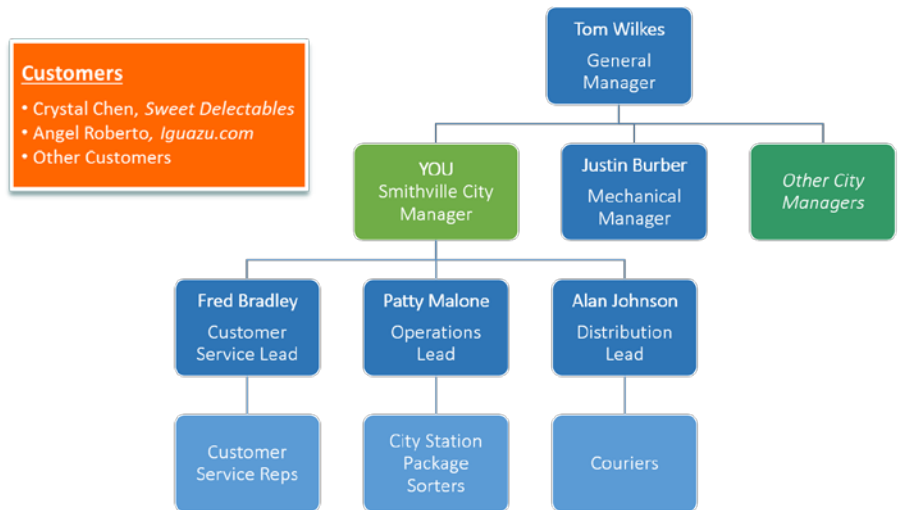 Tom Wilkes
General
Manager
Customers
• Crystal Chen, Sweet Delectables
• Angel Roberto, Iguazu.com
• Other Customers
YOU
Smithville City
Manager
Justin Burber
Mechanical
Manager
Other City
Managers
Fred Bradley
Customer
Service Lead
Patty Malone
Operations
Lead
Alan Johnson
Distribution
Lead
Customer
Service Reps
City Station
Package
Sorters
Couriers